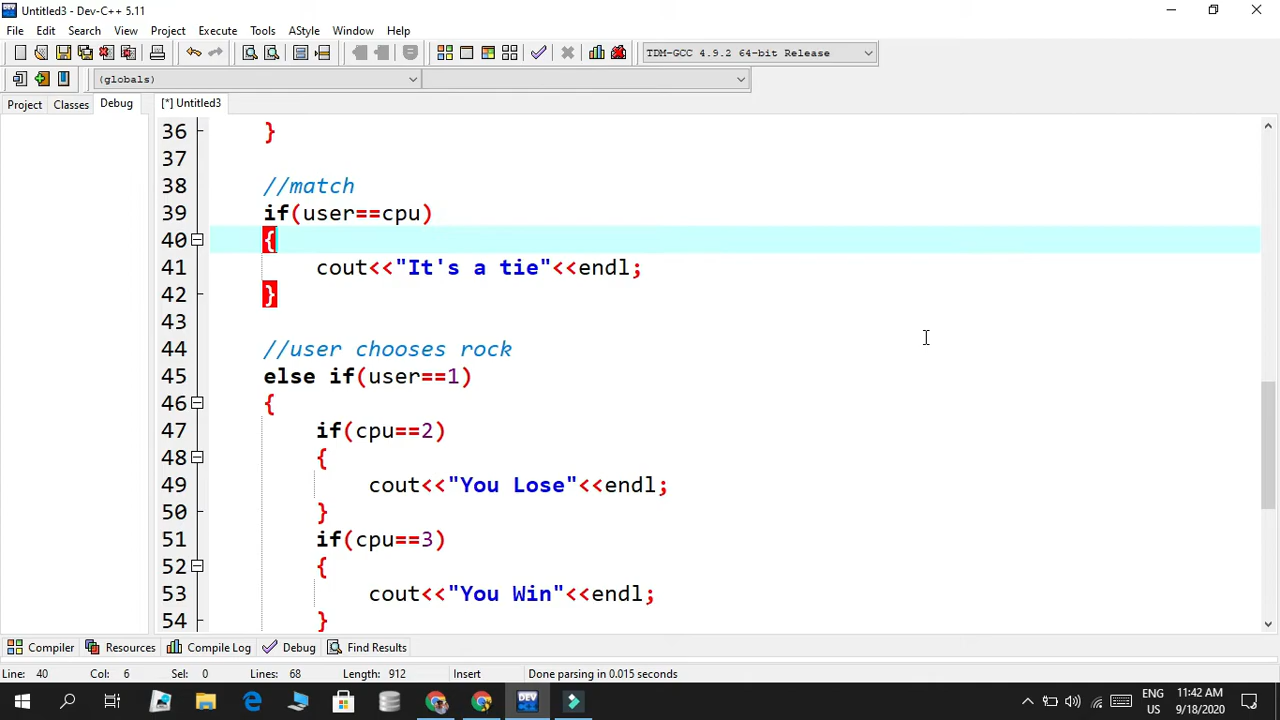 Untitled3 - Dev-C++ 5.11
File Edit Search View Project Execute Tools AStyle Window Help
TDM-GCC 4.9.2 64-bit Release
(globals)
Project Classes Debug [*] Untitled3
36 }
37
38 //match
39 if(user==cpu)
40 {
41 cout<<"It's a tie"<<endl;
42 }
43
44 //user chooses rock
45 else if(user==1)
46 {
47 if(cpu==2)
48 {
49 cout<<"You Lose"<<endl;
50 }
51 if(cpu==3)
52 {
53 cout<<"You Win"<<endl;
54 }
Compiler Resources Compile Log Debug Find Results
Line: 40 Col: 6 Sel: 0 Lines: 68 Length: 912 Insert Done parsing in 0.015 seconds
DEV
ENG
US
11:42 AM
9/18/2020